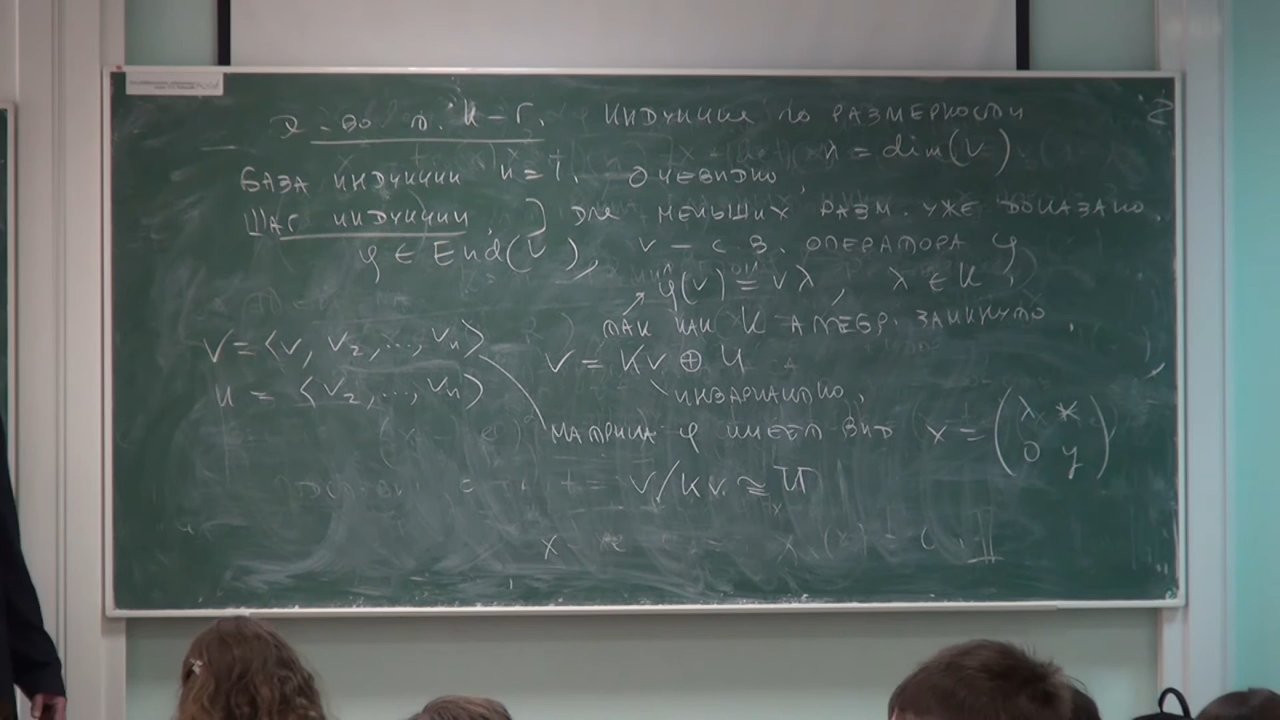 Д-во т. К-Г. ИНДУКЦИЯ ПО РАЗМЕРНОСТИ
n = dim(V)
БАЗА ИНДУКЦИИ n=1. ОЧЕВИДНО,
ШАГ ИНДУКЦИИ, ] ДЛЯ МЕНЬШИХ РАЗМ. УЖЕ ДОКАЗАНО.
φ ∈ End(V), v – С.В. ОПЕРАТОРА φ
φ(v) = vλ, λ ∈ K,
ТАК КАК K АЛГЕБР. ЗАМКНУТО,
V = ⟨v, v₂, ..., vₙ⟩ V = Kv ⊕ U
U = ⟨v₂, ..., vₙ⟩ ИНВАРИАНТНО,
МАТРИЦА φ ИМЕЕТ ВИД x = (λ * / 0 y)
V/Kv ≅ U